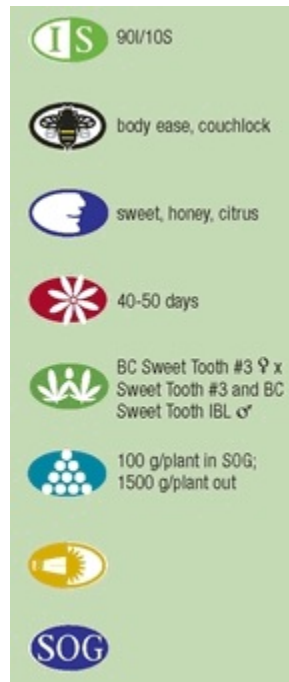 I S
90I/10S
body ease, couchlock
sweet, honey, citrus
40-50 days
BC Sweet Tooth #3 ♀ x
Sweet Tooth #3 and BC
Sweet Tooth IBL ♂
100 g/plant in SOG;
1500 g/plant out
SOG